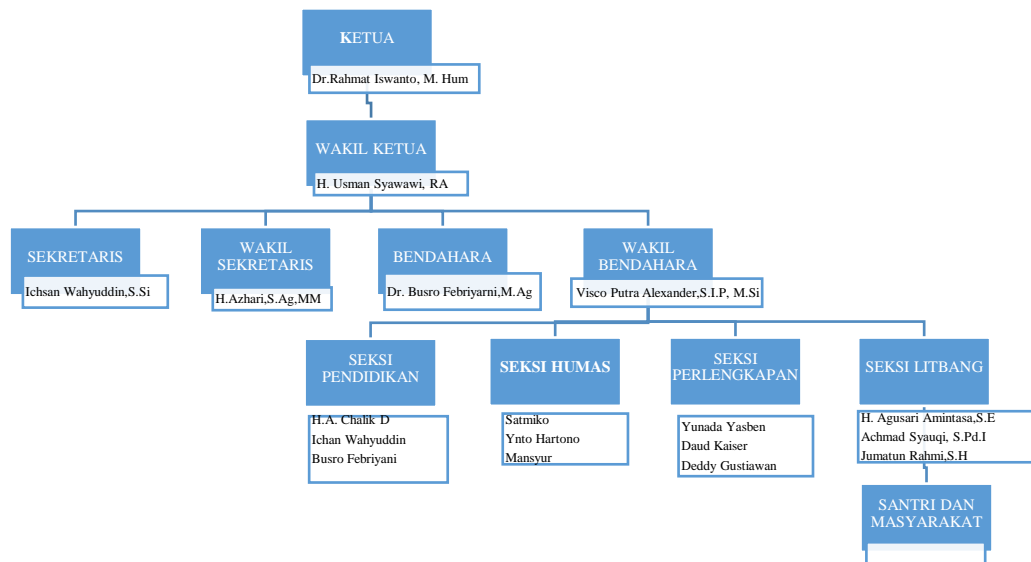 KETUA
Dr.Rahmat Iswanto, M. Hum
WAKIL KETUA
H. Usman Syawawi, RA
SEKRETARIS
Ichsan Wahyuddin,S.Si
WAKIL
SEKRETARIS
H.Azhari,S.Ag,MM
BENDAHARA
Dr. Busro Febriyarni,M.Ag
WAKIL
BENDAHARA
Visco Putra Alexander,S.I.P, M.Si
SEKSI
PENDIDIKAN
H.A. Chalik D
Ichan Wahyuddin
Busro Febriyani
SEKSI HUMAS
Satmiko
Ynto Hartono
Mansyur
SEKSI
PERLENGKAPAN
Yunada Yasben
Daud Kaiser
Deddy Gustiawan
SEKSI LITBANG
H. Agusari Amintasa,S.E
Achmad Syauqi, S.Pd.I
Jumatun Rahmi,S.H
SANTRI DAN
MASYARAKAT